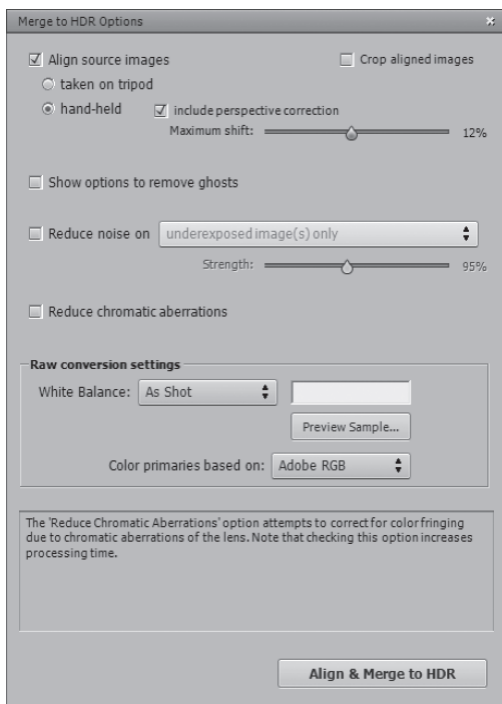 Merge to HDR Options
Align source images
Crop aligned images
taken on tripod
hand-held
include perspective correction
Maximum shift:
12%
Show options to remove ghosts
Reduce noise on
underexposed image(s) only
Strength:
95%
Reduce chromatic aberrations
Raw conversion settings
White Balance:
As Shot
Preview Sample...
Color primaries based on:
Adobe RGB
The 'Reduce Chromatic Aberrations' option attempts to correct for color fringing
due to chromatic aberrations of the lens. Note that checking this option increases
processing time.
Align & Merge to HDR